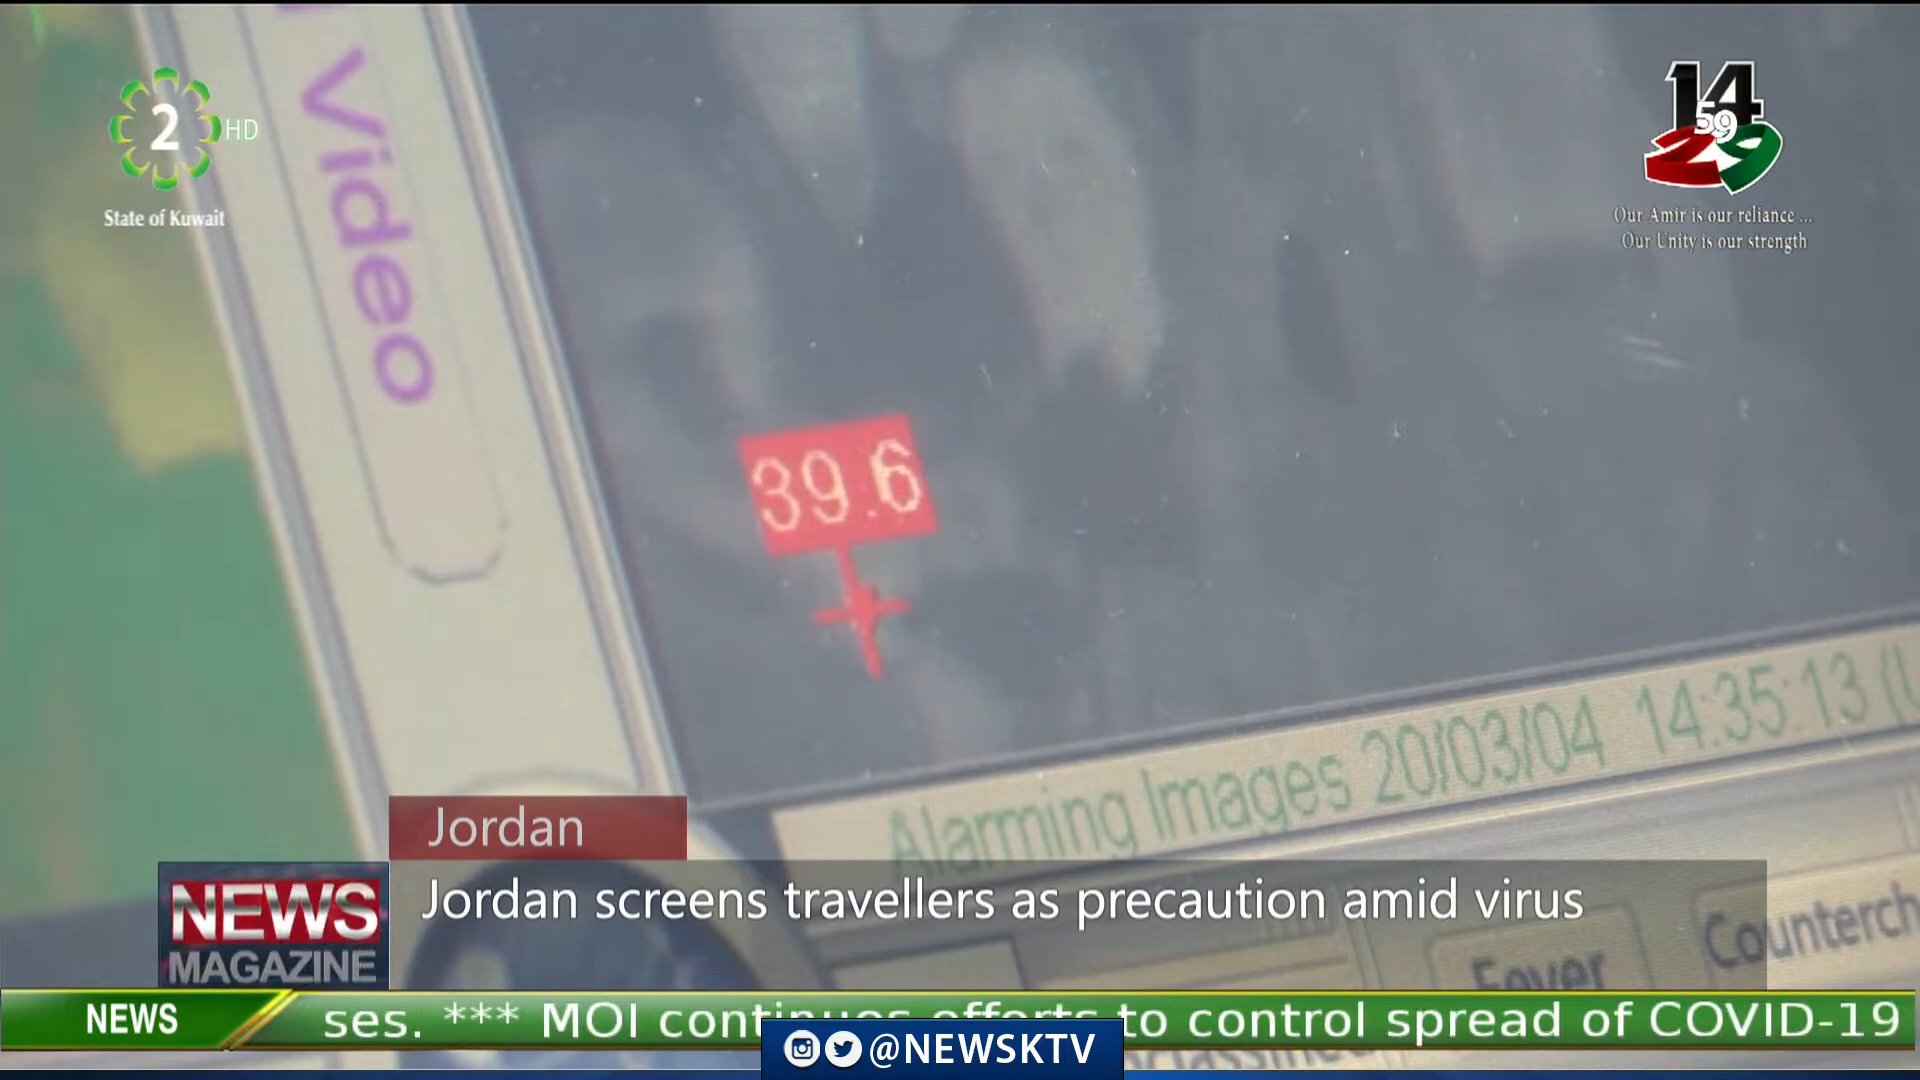 Video
2 HD
State of Kuwait
14
59
29
Our Amir is our reliance ...
Our Unity is our strength
39.6
Alarming Images 20/03/04 14:35:13 (U
Jordan
Jordan screens travellers as precaution amid virus
NEWS
MAGAZINE
Fever
Counterch
NEWS
ses. *** MOI continues efforts to control spread of COVID-19
@NEWSKTV